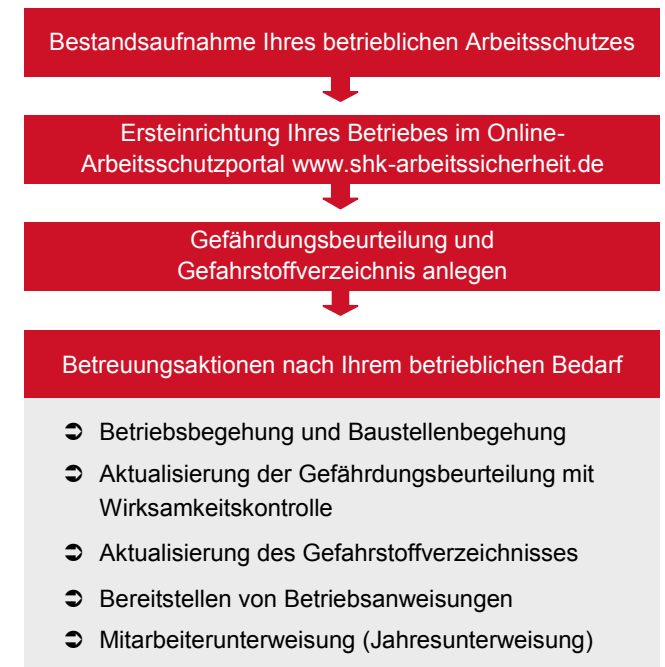 Bestandsaufnahme Ihres betrieblichen Arbeitsschutzes
Ersteinrichtung Ihres Betriebes im Online-
Arbeitsschutzportal www.shk-arbeitssicherheit.de
Gefährdungsbeurteilung und
Gefahrstoffverzeichnis anlegen
Betreuungsaktionen nach Ihrem betrieblichen Bedarf
➲ Betriebsbegehung und Baustellenbegehung
➲ Aktualisierung der Gefährdungsbeurteilung mit
Wirksamkeitskontrolle
➲ Aktualisierung des Gefahrstoffverzeichnisses
➲ Bereitstellen von Betriebsanweisungen
➲ Mitarbeiterunterweisung (Jahresunterweisung)